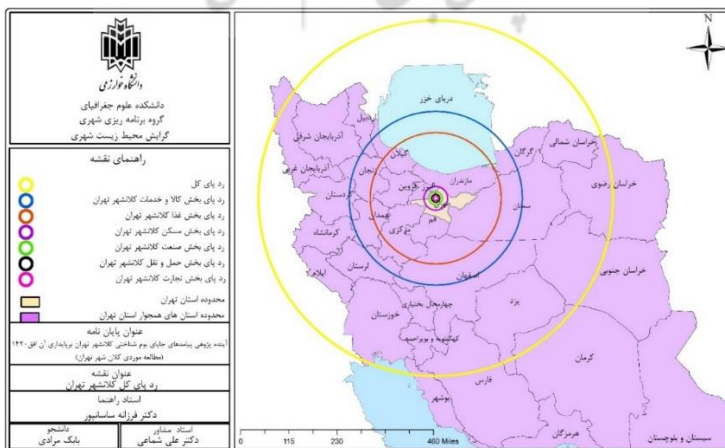 دانشگاه خوارزمی
دانشکده علوم جغرافیای
گروه برنامه ریزی شهری
گرایش محیط زیست شهری
راهنمای نقشه
رد پای کل
رد پای بخش کالا و خدمات کلانشهر تهران
رد پای بخش غذا کلانشهر تهران
رد پای بخش مسکن کلانشهر تهران
رد پای بخش صنعت کلانشهر تهران
رد پای بخش حمل و نقل کلانشهر تهران
رد پای بخش تجارت کلانشهر تهران
محدوده استان تهران
محدوده استان های همجوار استان تهران
عنوان پایان نامه
آینده پژوهی پیامدهای جاپای بوم شناختی کلانشهر تهران برپایداری آن افق۱۴۲۰
(مطالعه موردی کلان شهر تهران)
عنوان نقشه
رد پای کل کلانشهر تهران
استاد راهنما
دکتر فرزانه ساسانپور
استاد مشاور
دکتر علی شماعی
دانشجو
بابک مرادی
N
دریای خزر
اردبیل
آذربایجان شرقی
آذربایجان غربی
گیلان
زنجان
کردستان
قزوین
البرز
مازندران
گرگان
خراسان شمالی
خراسان رضوی
سمنان
همدان
قم
مرکزی
کرمانشاه
لرستان
ایلام
اصفهان
خراسان جنوبی
یزد
چهارمحال بختیاری
خوزستان
کهگیلویه و بویراحمد
کرمان
فارس
بوشهر
هرمزگان
سیستان و بلوچستان
0 115 230 460 Miles